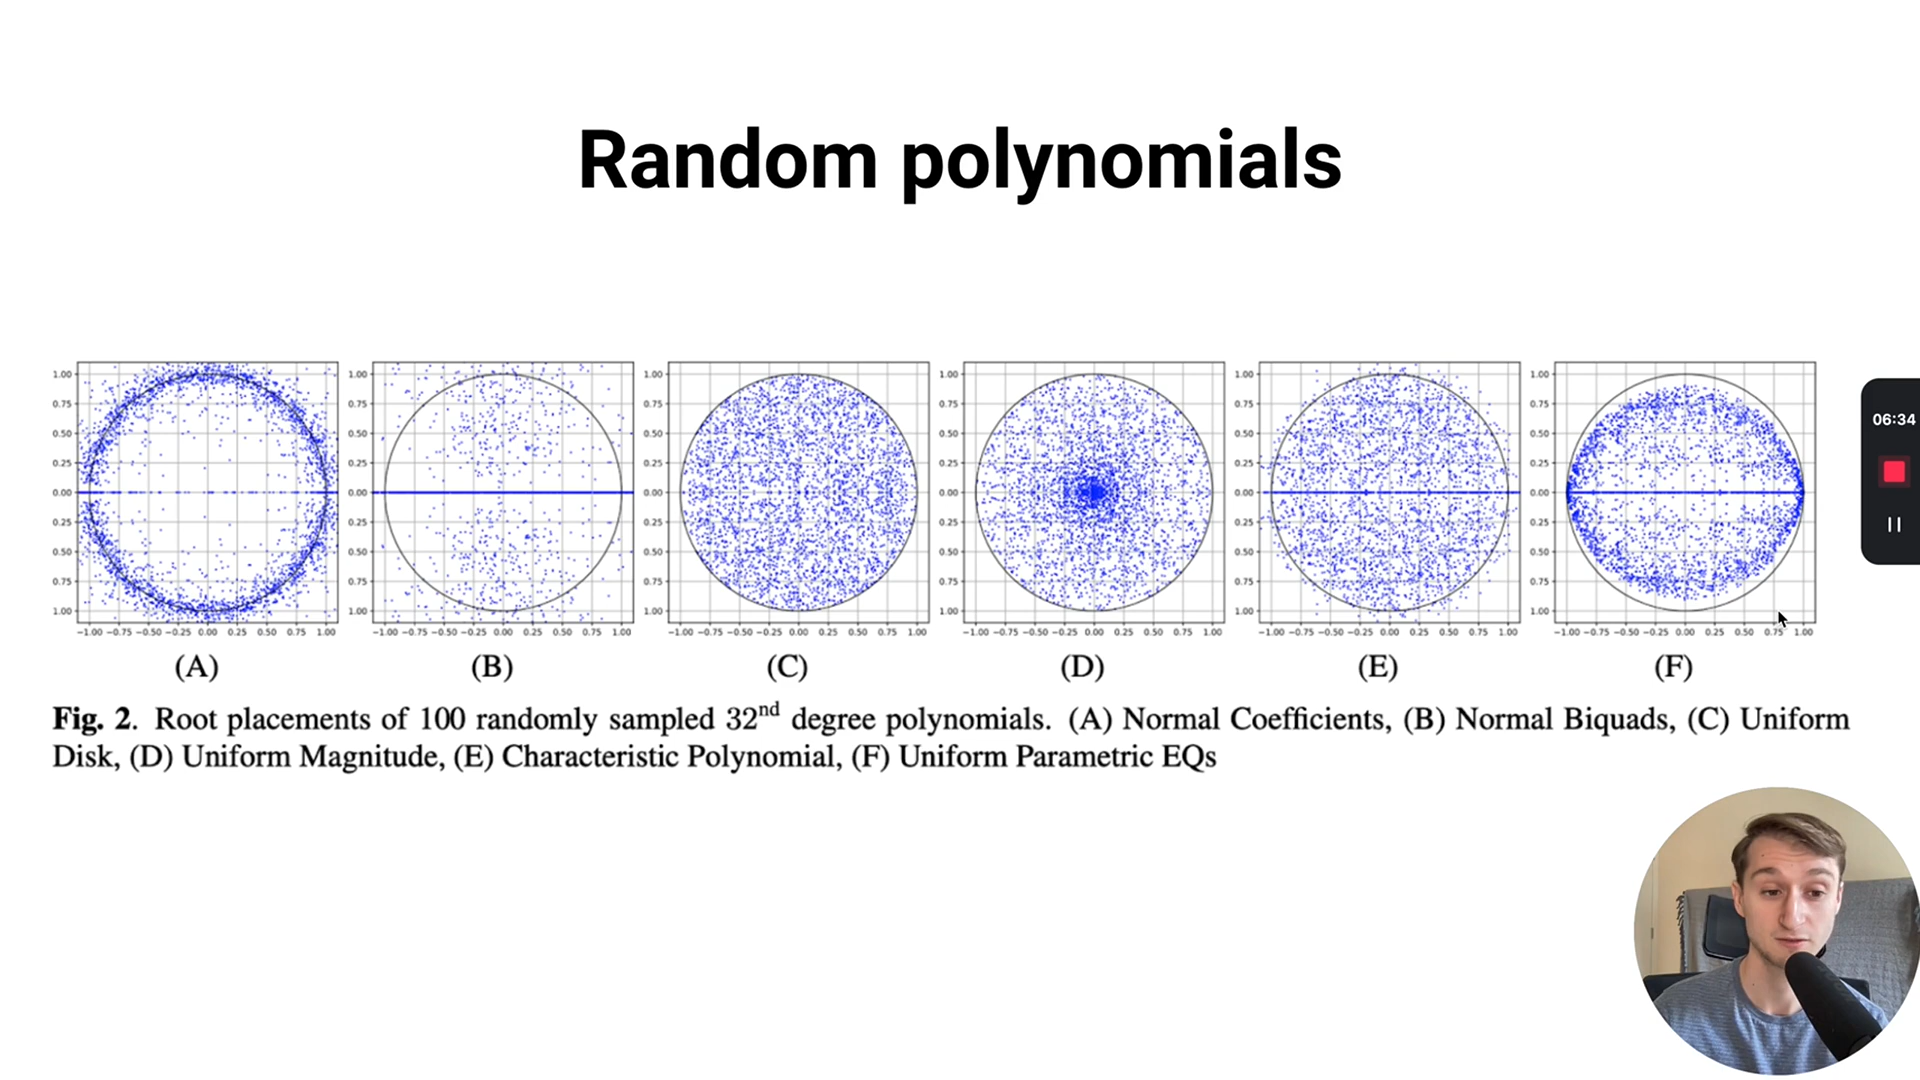 Random polynomials
1.00 0.75 0.50 0.25 0.00 0.25 0.50 0.75 1.00
−1.00 −0.75 −0.50 −0.25 0.00 0.25 0.50 0.75 1.00
(A)
1.00 0.75 0.50 0.25 0.00 0.25 0.50 0.75 1.00
−1.00 −0.75 −0.50 −0.25 0.00 0.25 0.50 0.75 1.00
(B)
1.00 0.75 0.50 0.25 0.00 0.25 0.50 0.75 1.00
−1.00 −0.75 −0.50 −0.25 0.00 0.25 0.50 0.75 1.00
(C)
1.00 0.75 0.50 0.25 0.00 0.25 0.50 0.75 1.00
−1.00 −0.75 −0.50 −0.25 0.00 0.25 0.50 0.75 1.00
(D)
1.00 0.75 0.50 0.25 0.00 0.25 0.50 0.75 1.00
−1.00 −0.75 −0.50 −0.25 0.00 0.25 0.50 0.75 1.00
(E)
1.00 0.75 0.50 0.25 0.00 0.25 0.50 0.75 1.00
−1.00 −0.75 −0.50 −0.25 0.00 0.25 0.50 0.75 1.00
(F)
06:34
Fig. 2. Root placements of 100 randomly sampled 32nd degree polynomials. (A) Normal Coefficients, (B) Normal Biquads, (C) Uniform
Disk, (D) Uniform Magnitude, (E) Characteristic Polynomial, (F) Uniform Parametric EQs